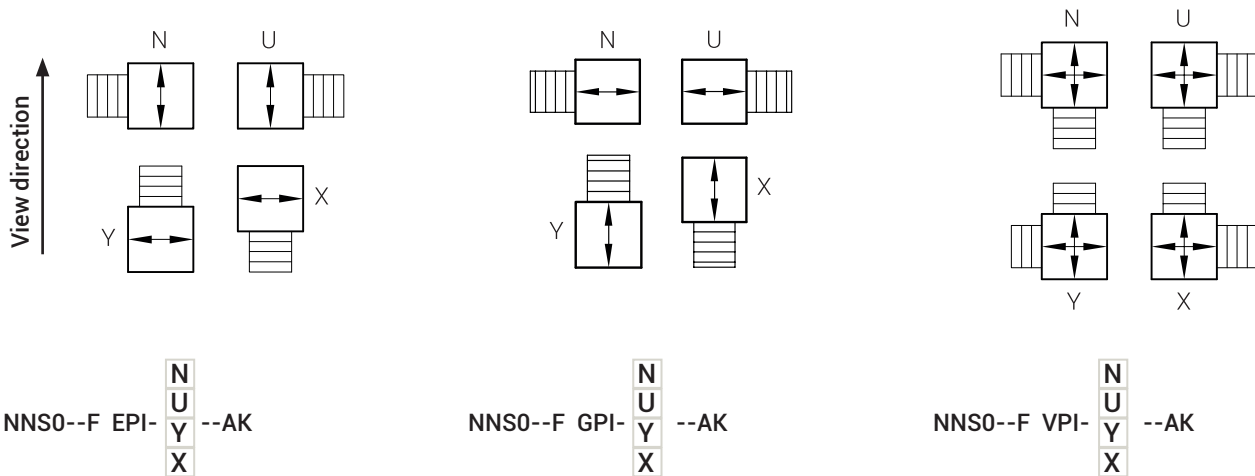 View direction
N U
Y X
N U
Y X
N U
Y X
NNS0--F EPI- N U Y X --AK
NNS0--F GPI- N U Y X --AK
NNS0--F VPI- N U Y X --AK